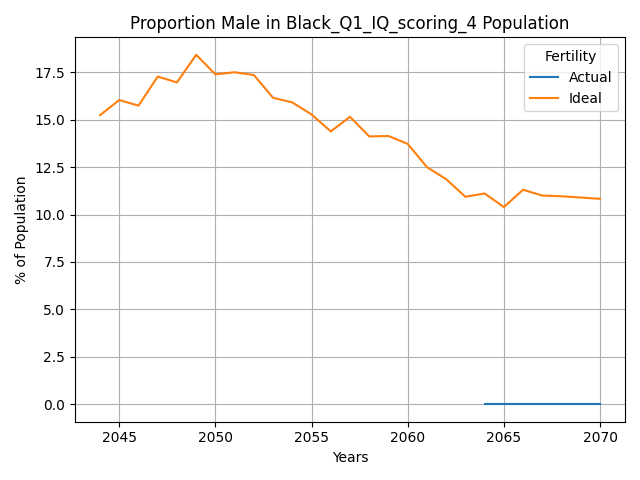 Proportion Male in Black_Q1_IQ_scoring_4 Population
Fertility
Actual
Ideal
% of Population
17.5
15.0
12.5
10.0
7.5
5.0
2.5
0.0
2045 2050 2055 2060 2065 2070
Years